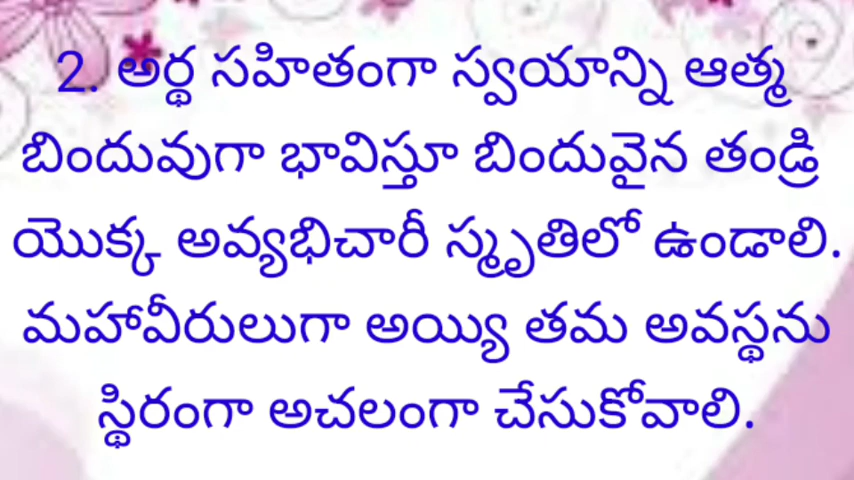 2. అర్థ సహితంగా స్వయాన్ని ఆత్మ
బిందువుగా భావిస్తూ బిందువైన తండ్రి
యొక్క అవ్యభిచారీ స్మృతిలో ఉండాలి.
మహావీరులుగా అయ్యి తమ అవస్థను
స్థిరంగా అచలంగా చేసుకోవాలి.